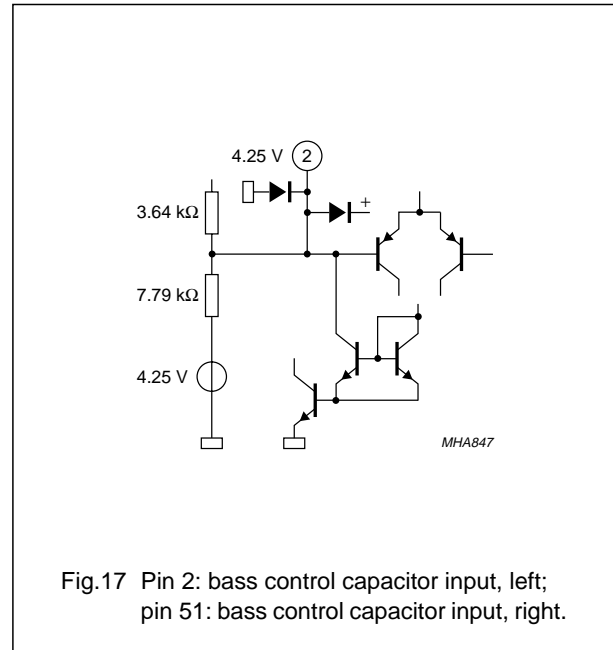 4.25 V 2
+
3.64 kΩ
7.79 kΩ
4.25 V
MHA847
Fig.17 Pin 2: bass control capacitor input, left;
pin 51: bass control capacitor input, right.